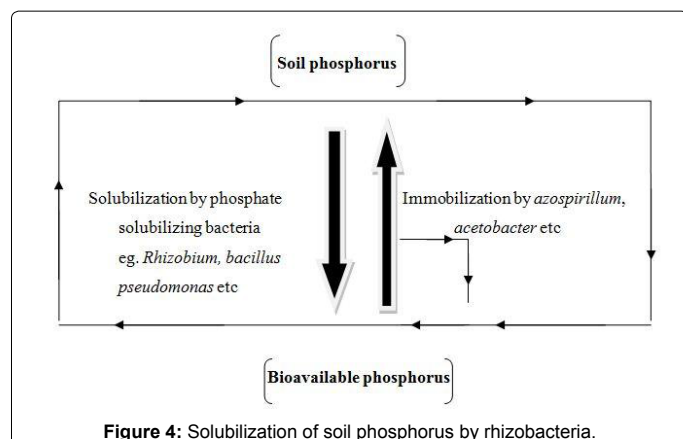 Soil phosphorus
Solubilization by phosphate
solubilizing bacteria
eg. Rhizobium, bacillus
pseudomonas etc
Immobilization by azospirillum,
acetobacter etc
Bioavailable phosphorus
Figure 4: Solubilization of soil phosphorus by rhizobacteria.